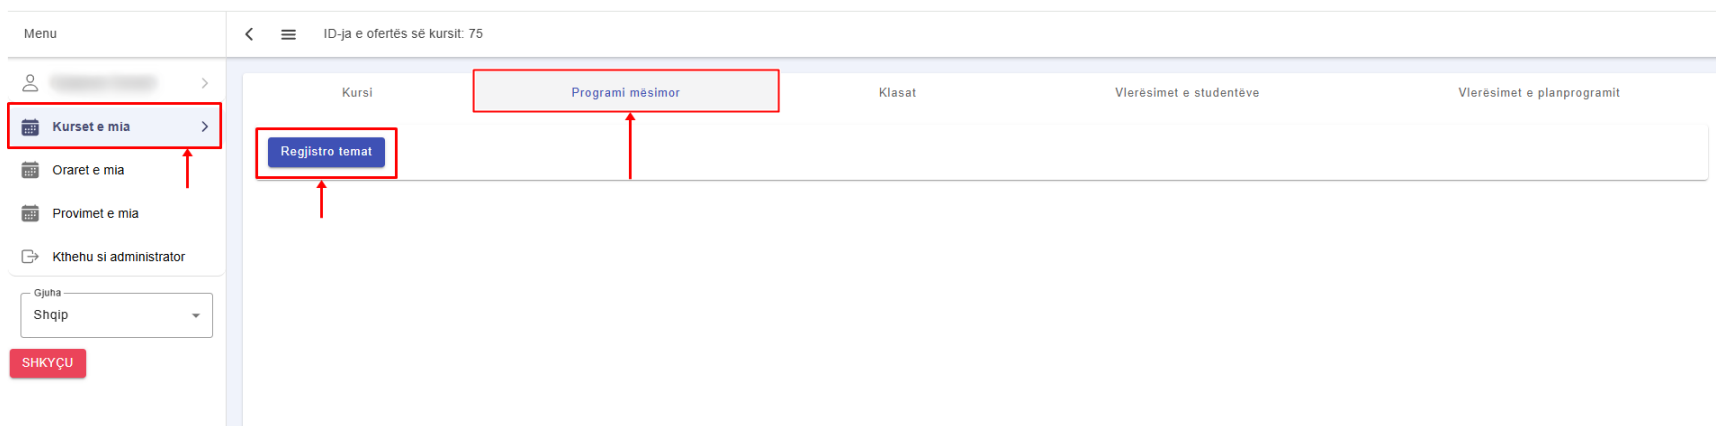 Menu
ID-ja e ofertës së kursit: 75
Kurset e mia
Oraret e mia
Provimet e mia
Kthehu si administrator
Gjuha
Shqip
SHKYÇU
Kursi
Programi mësimor
Klasat
Vlerësimet e studentëve
Vlerësimet e planprogramit
Regjistro temat